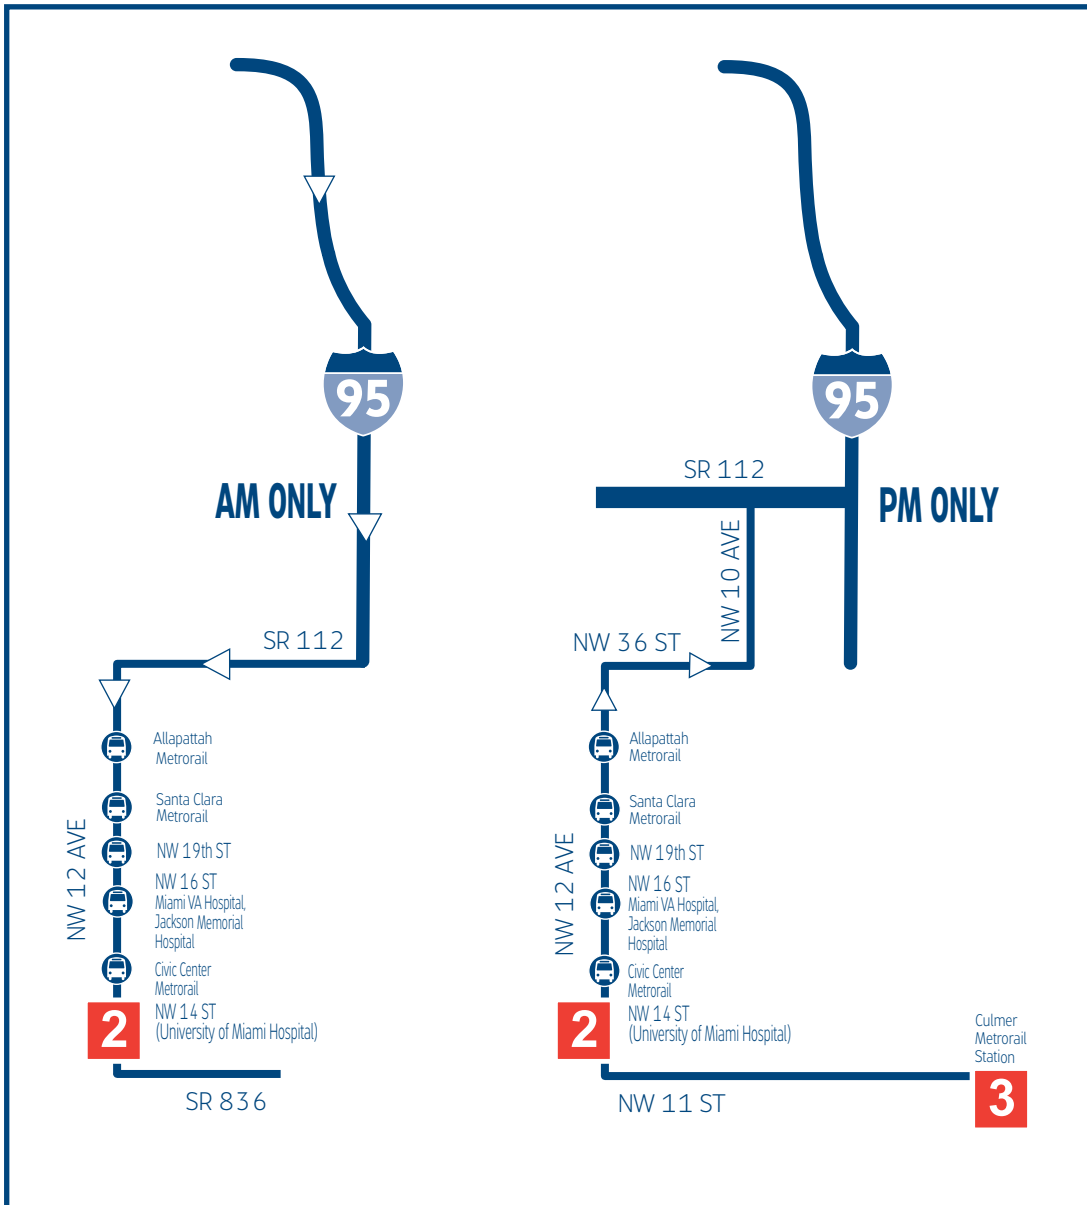 95
AM ONLY
SR 112
Allapattah
Metrorail
Santa Clara
Metrorail
NW 19th ST
NW 16 ST
Miami VA Hospital,
Jackson Memorial
Hospital
NW 12 AVE
Civic Center
Metrorail
2
NW 14 ST
(University of Miami Hospital)
SR 836
95
SR 112
PM ONLY
NW 10 AVE
NW 36 ST
Allapattah
Metrorail
Santa Clara
Metrorail
NW 19th ST
NW 16 ST
Miami VA Hospital,
Jackson Memorial
Hospital
NW 12 AVE
Civic Center
Metrorail
2
NW 14 ST
(University of Miami Hospital)
NW 11 ST
Culmer
Metrorail
Station
3